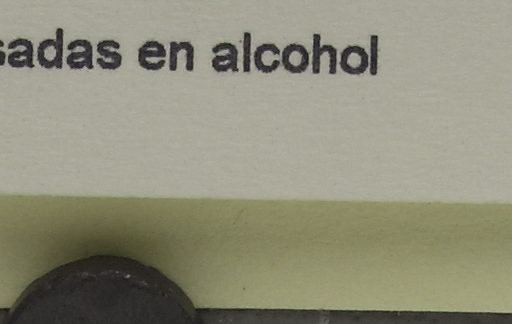 sadas en alcohol